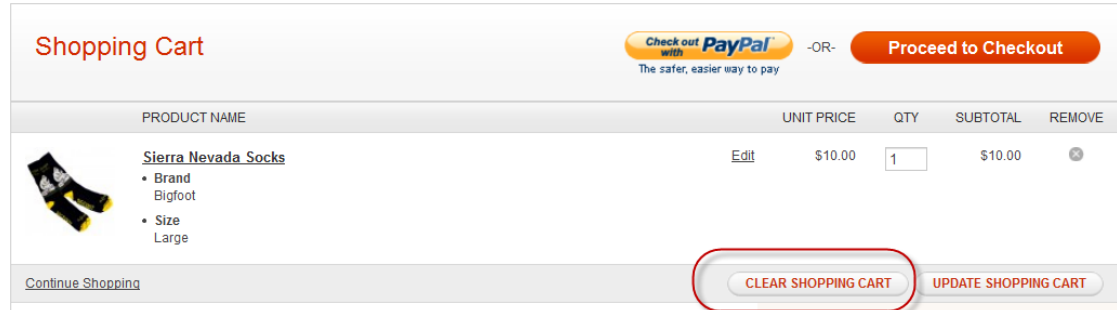 Shopping Cart
Check out with PayPal
The safer, easier way to pay
-OR-
Proceed to Checkout
PRODUCT NAME UNIT PRICE QTY SUBTOTAL REMOVE
Sierra Nevada Socks Edit $10.00 1 $10.00
• Brand
Bigfoot
• Size
Large
Continue Shopping CLEAR SHOPPING CART UPDATE SHOPPING CART